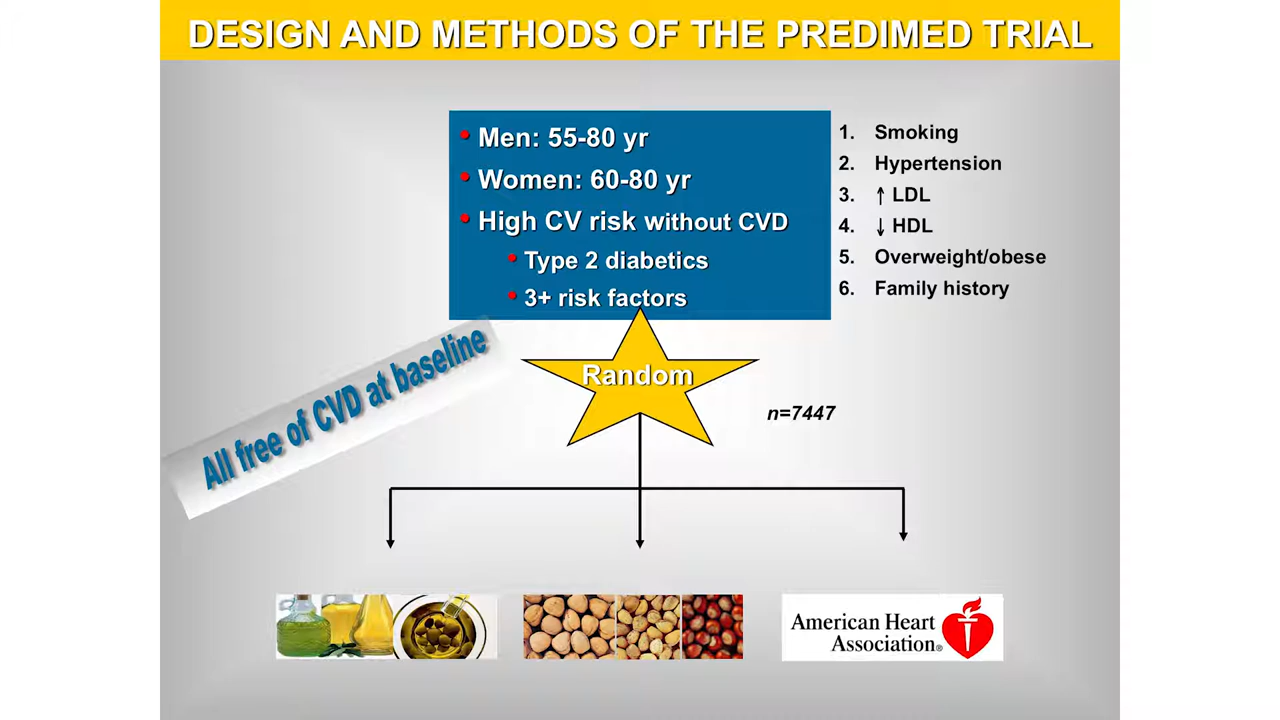 DESIGN AND METHODS OF THE PREDIMED TRIAL
• Men: 55-80 yr
• Women: 60-80 yr
• High CV risk without CVD
• Type 2 diabetics
• 3+ risk factors
1. Smoking
2. Hypertension
3. ↑ LDL
4. ↓ HDL
5. Overweight/obese
6. Family history
All free of CVD at baseline
Random
n=7447
American Heart
Association®